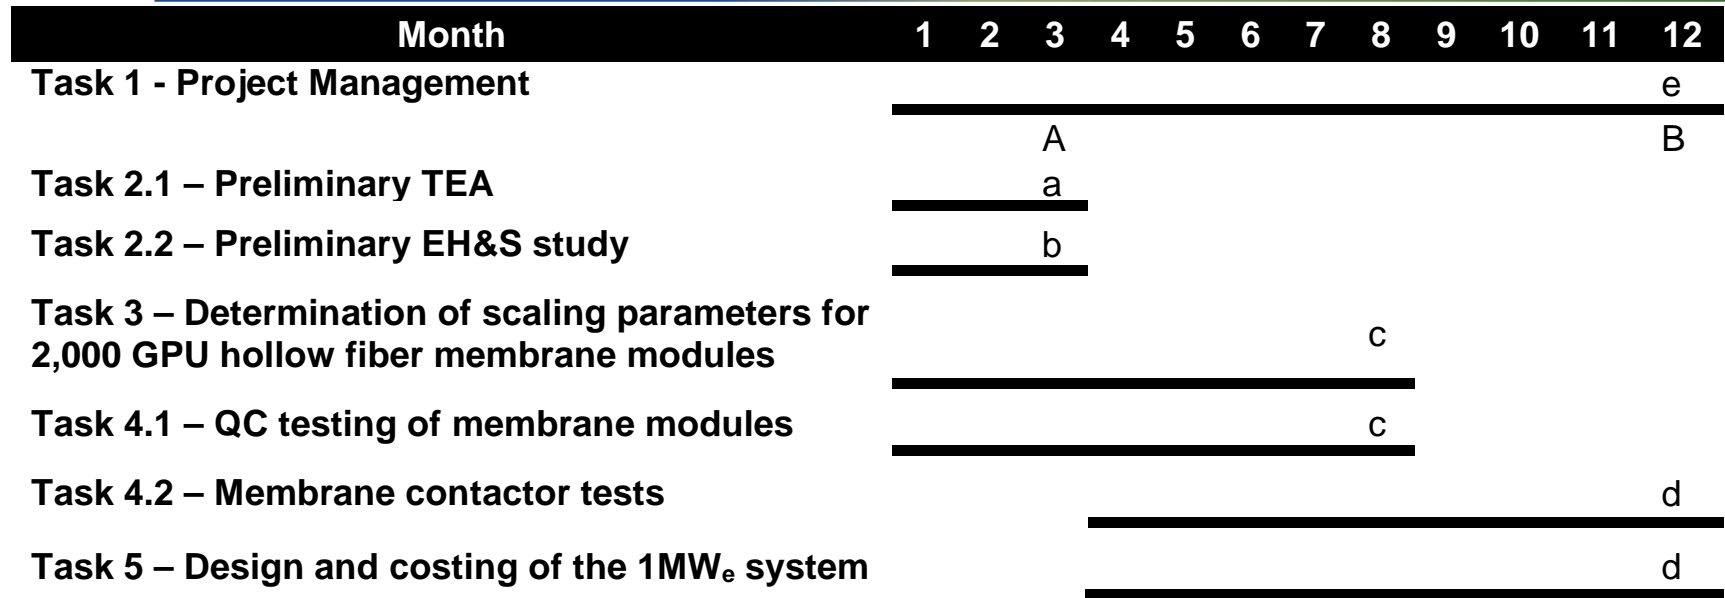 Month 1 2 3 4 5 6 7 8 9 10 11 12
Task 1 - Project Management e
A B
Task 2.1 – Preliminary TEA a
Task 2.2 – Preliminary EH&S study b
Task 3 – Determination of scaling parameters for
2,000 GPU hollow fiber membrane modules c
Task 4.1 – QC testing of membrane modules c
Task 4.2 – Membrane contactor tests d
Task 5 – Design and costing of the 1MWₑ system d